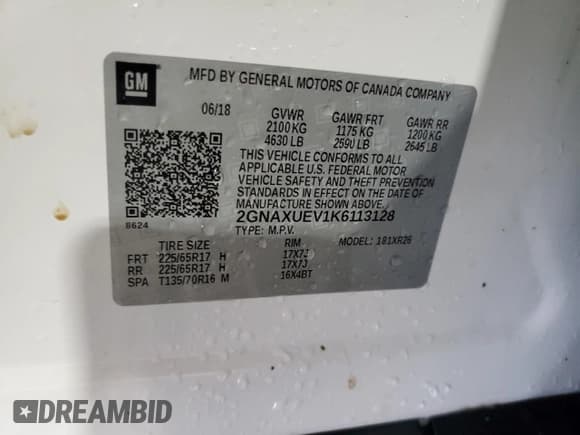 GM
MFD BY GENERAL MOTORS OF CANADA COMPANY
06/18 GVWR GAWR FRT GAWR RR
2100 KG 1175 KG 1200 KG
4630 LB 2590 LB 2645 LB
THIS VEHICLE CONFORMS TO ALL
APPLICABLE U.S. FEDERAL MOTOR
VEHICLE SAFETY AND THEFT PREVENTION
STANDARDS IN EFFECT ON THE DATE OF
MANUFACTURE SHOWN ABOVE.
2GNAXUEV1K6113128
8624
TYPE: M.P.V. MODEL: 181XR26
TIRE SIZE RIM
FRT 225/65R17 H 17X7J
RR 225/65R17 H 17X7J
SPA T135/70R16 M 16X4BT
DREAMBID